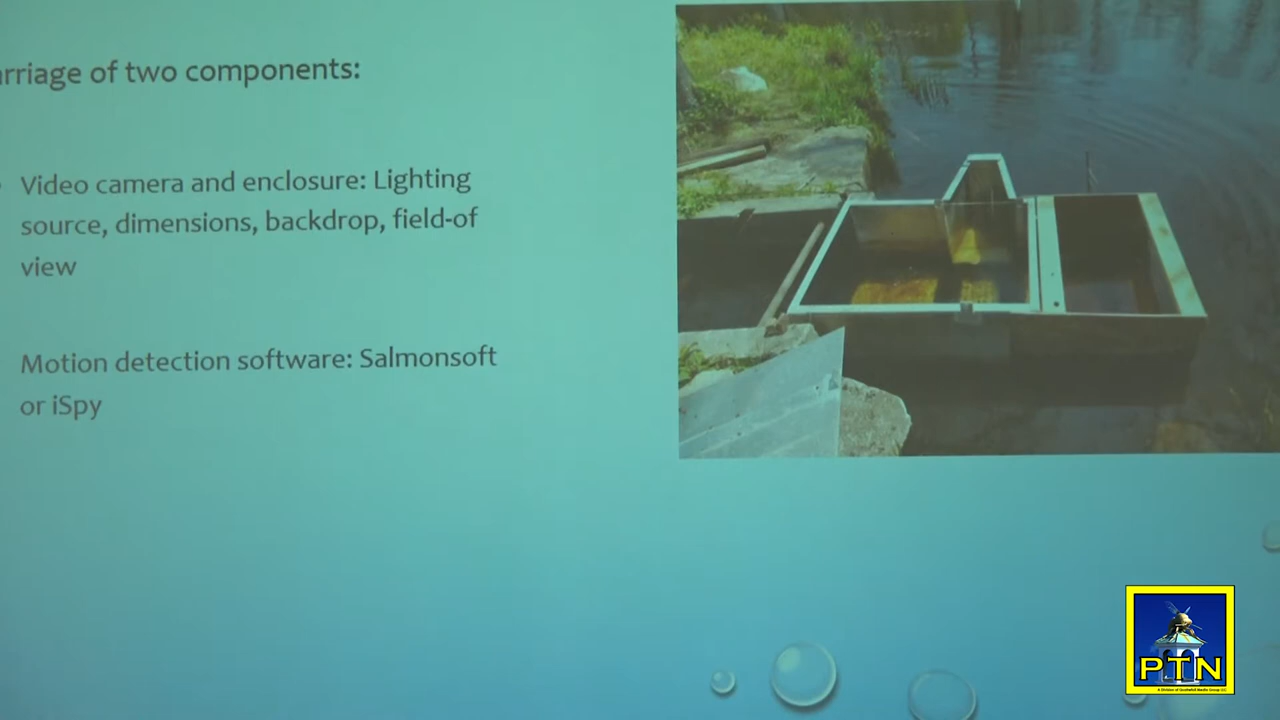 rriage of two components:
Video camera and enclosure: Lighting
source, dimensions, backdrop, field-of
view
Motion detection software: Salmonsoft
or iSpy
PTN